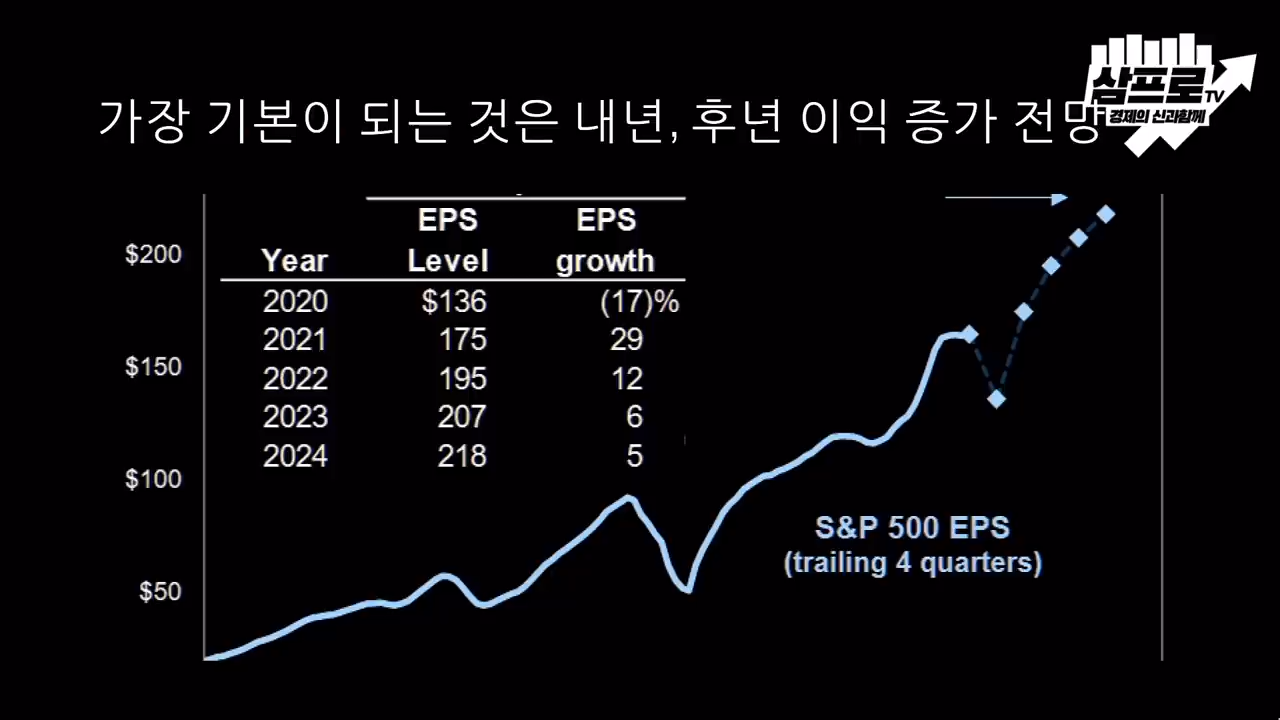 가장 기본이 되는 것은 내년, 후년 이익 증가 전망
삼프로TV
경제의 신과함께
EPS EPS
Year Level growth
2020 $136 (17)%
2021 175 29
2022 195 12
2023 207 6
2024 218 5
$200
$150
$100
$50
S&P 500 EPS
(trailing 4 quarters)